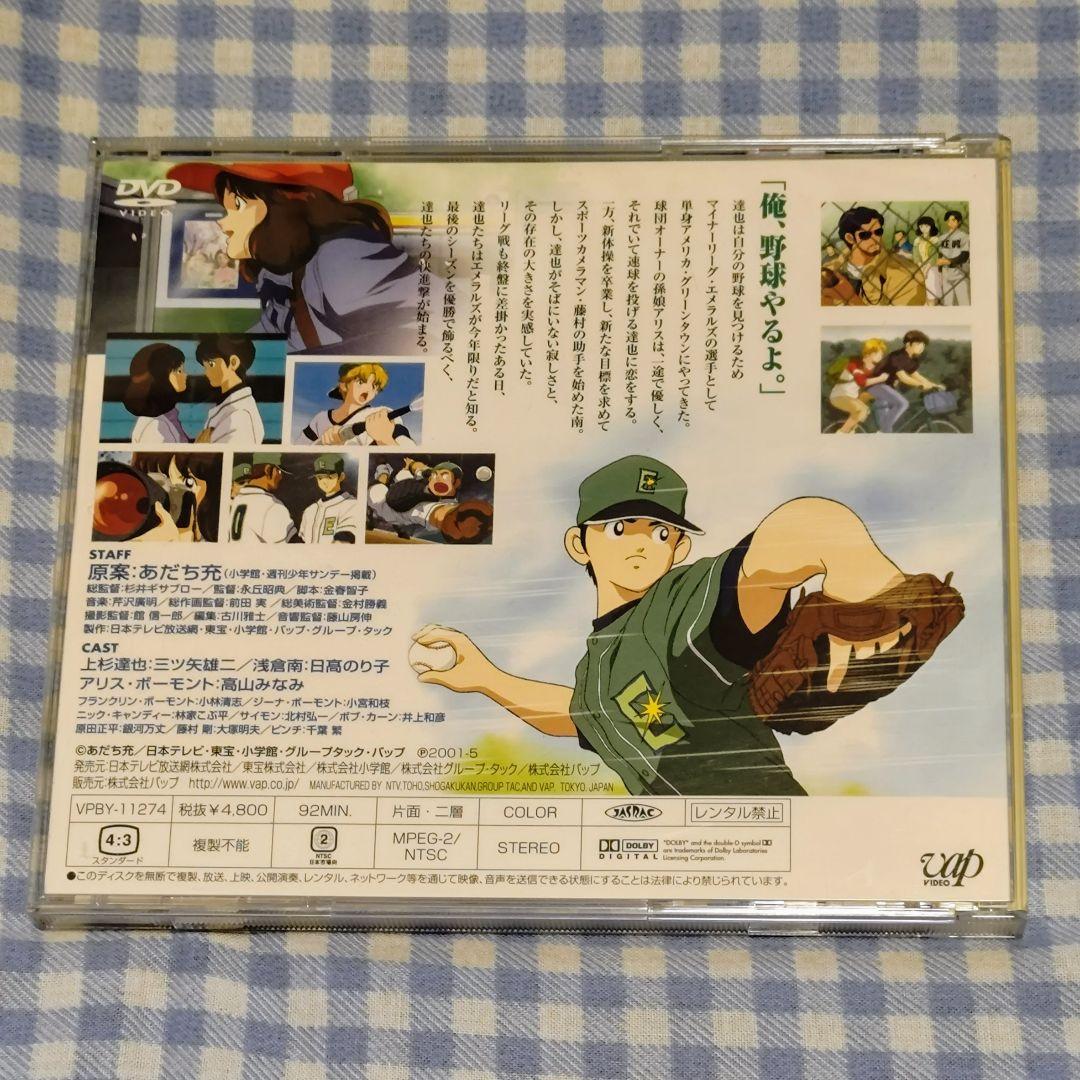 DVD
VIDEO
「俺、野球やるよ。」
達也は自分の野球を見つけるため
マイナーリーグ・エメラルズの選手として
単身アメリカ・グリーンタウンにやってきた。
球団オーナーの孫娘アリスは、一途で優しく、
それでいて速球を投げる達也に恋をする。
一方、新体操を卒業し、新たな目標を求めて
スポーツカメラマン・藤村の助手を始めた南。
しかし、達也がそばにいない寂しさと、
その存在の大きさを実感していた。
リーグ戦も終盤に差掛かったある日、
達也たちはエメラルズが今年限りだと知る。
最後のシーズンを優勝で飾るべく、
達也たちの快進撃が始まる。
E
E
STAFF
原案:あだち充(小学館・週刊少年サンデー掲載)
総監督:杉井ギサブロー/監督:永丘昭典/脚本:金春智子
音楽:芹沢廣明/総作画監督:前田 実/総美術監督:金村勝義
撮影監督:舘 信一郎/編集:古川雅士/音響監督:藤山房伸
製作:日本テレビ放送網・東宝・小学館・バップ・グループ・タック
CAST
上杉達也:三ツ矢雄二/浅倉南:日髙のり子
アリス・ボーモント:高山みなみ
フランクリン・ボーモント:小林清志/ジーナ・ボーモント:小宮和枝
ニック・キャンディー:林家こぶ平/サイモン:北村弘一/ボブ・カーン:井上和彦
原田正平:銀河万丈/藤村 剛:大塚明夫/ピンチ:千葉 繁
©あだち充/日本テレビ・東宝・小学館・グループタック・バップ ℗2001-5
発売元:日本テレビ放送網株式会社/東宝株式会社/株式会社小学館/株式会社グループ・タック/株式会社バップ
販売元:株式会社バップ http://www.vap.co.jp/ MANUFACTURED BY NTV,TOHO,SHOGAKUKAN,GROUP TAC,AND VAP. TOKYO. JAPAN
VPBY-11274 税抜¥4,800 92MIN. 片面・二層 COLOR JASRAC レンタル禁止
4:3
スタンダード
複製不能
2
NTSC
日本市場向
MPEG-2/
NTSC
STEREO
DOLBY
DIGITAL
"DOLBY" and the double-D symbol
are trademarks of Dolby Laboratories
Licensing Corporation.
vap
VIDEO
●このディスクを無断で複製、放送、上映、公開演奏、レンタル、ネットワーク等を通じて映像、音声を送信できる状態にすることは法律により禁じられています。